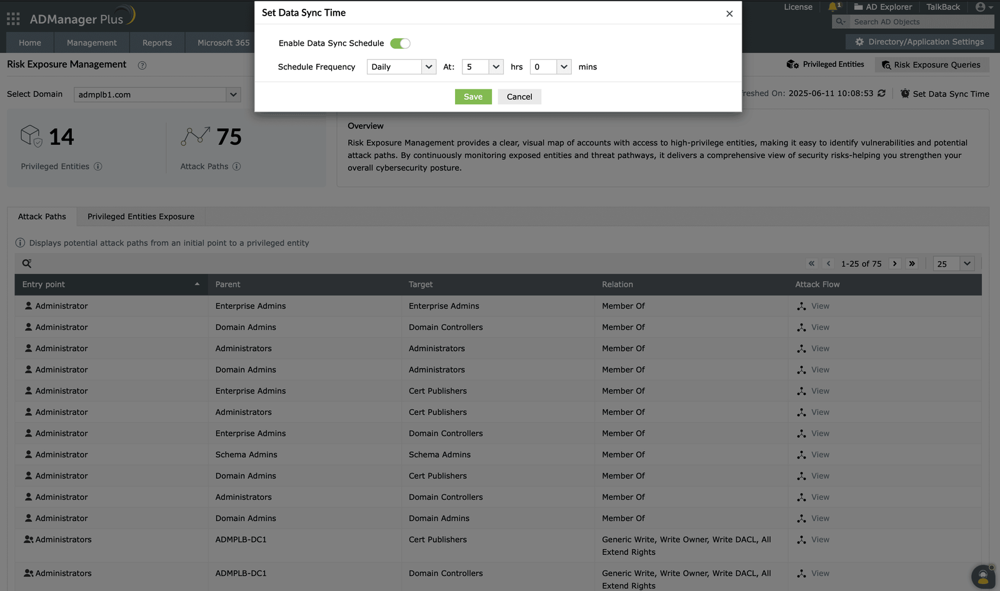 Set Data Sync Time
Enable Data Sync Schedule
Schedule Frequency Daily At: 5 hrs 0 mins
Save Cancel
ADManager Plus
License 1 AD Explorer TalkBack
Search AD Objects
Home Management Reports Microsoft 365
Directory/Application Settings
Risk Exposure Management
Privileged Entities Risk Exposure Queries
Select Domain admplb1.com
freshed On: 2025-06-11 10:08:53 Set Data Sync Time
14
Privileged Entities
75
Attack Paths
Overview
Risk Exposure Management provides a clear, visual map of accounts with access to high-privilege entities, making it easy to identify vulnerabilities and potential
attack paths. By continuously monitoring exposed entities and threat pathways, it delivers a comprehensive view of security risks-helping you strengthen your
overall cybersecurity posture.
Attack Paths Privileged Entities Exposure
Displays potential attack paths from an initial point to a privileged entity
1-25 of 75 25
Entry point Parent Target Relation Attack Flow
Administrator Enterprise Admins Enterprise Admins Member Of View
Administrator Domain Admins Domain Controllers Member Of View
Administrator Administrators Administrators Member Of View
Administrator Domain Admins Administrators Member Of View
Administrator Enterprise Admins Cert Publishers Member Of View
Administrator Administrators Cert Publishers Member Of View
Administrator Enterprise Admins Domain Controllers Member Of View
Administrator Schema Admins Schema Admins Member Of View
Administrator Domain Admins Cert Publishers Member Of View
Administrator Administrators Domain Controllers Member Of View
Administrator Domain Admins Domain Admins Member Of View
Administrators ADMPLB-DC1 Cert Publishers Generic Write, Write Owner, Write DACL, All View
Extend Rights
Administrators ADMPLB-DC1 Domain Controllers Generic Write, Write Owner, Write DACL, All View
Extend Rights